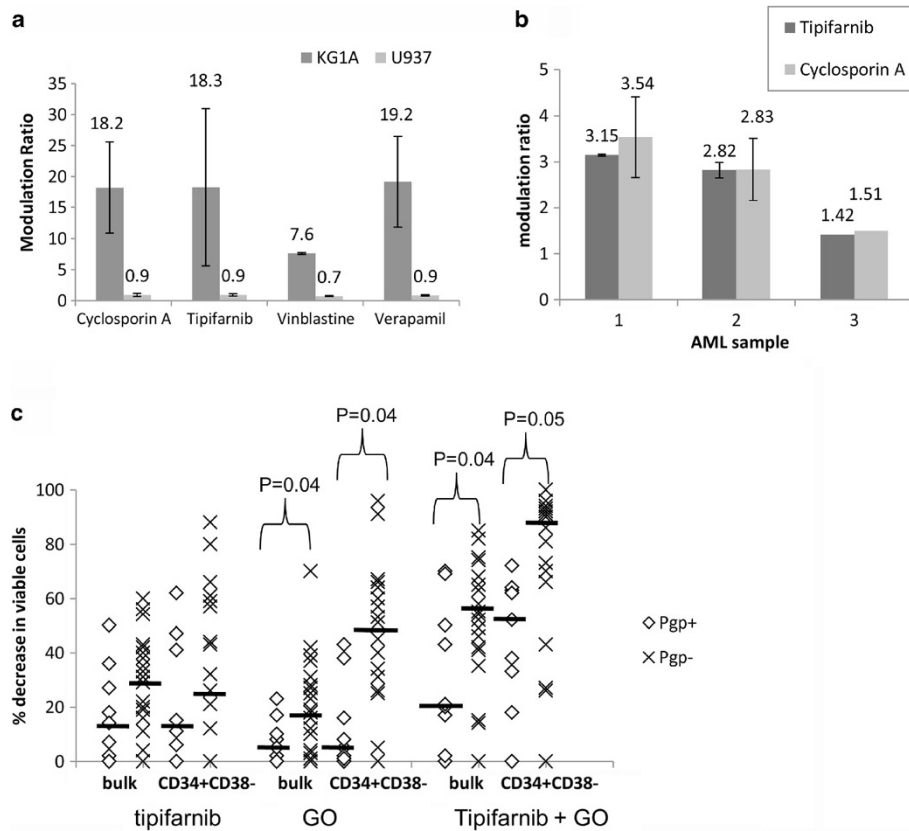 a
KG1A U937
Modulation Ratio
35
30
25
20
15
10
5
0
18.2
0.9
18.3
0.9
7.6
0.7
19.2
0.9
Cyclosporin A Tipifarnib Vinblastine Verapamil
b
Tipifarnib
Cyclosporin A
modulation ratio
5
4
3
2
1
0
3.15
3.54
2.82
2.83
1.42
1.51
1 2 3
AML sample
c
P=0.04
P=0.04
P=0.04
P=0.05
% decrease in viable cells
100
80
60
40
20
0
Pgp+
Pgp-
bulk CD34+CD38- bulk CD34+CD38- bulk CD34+CD38-
tipifarnib GO Tipifarnib + GO